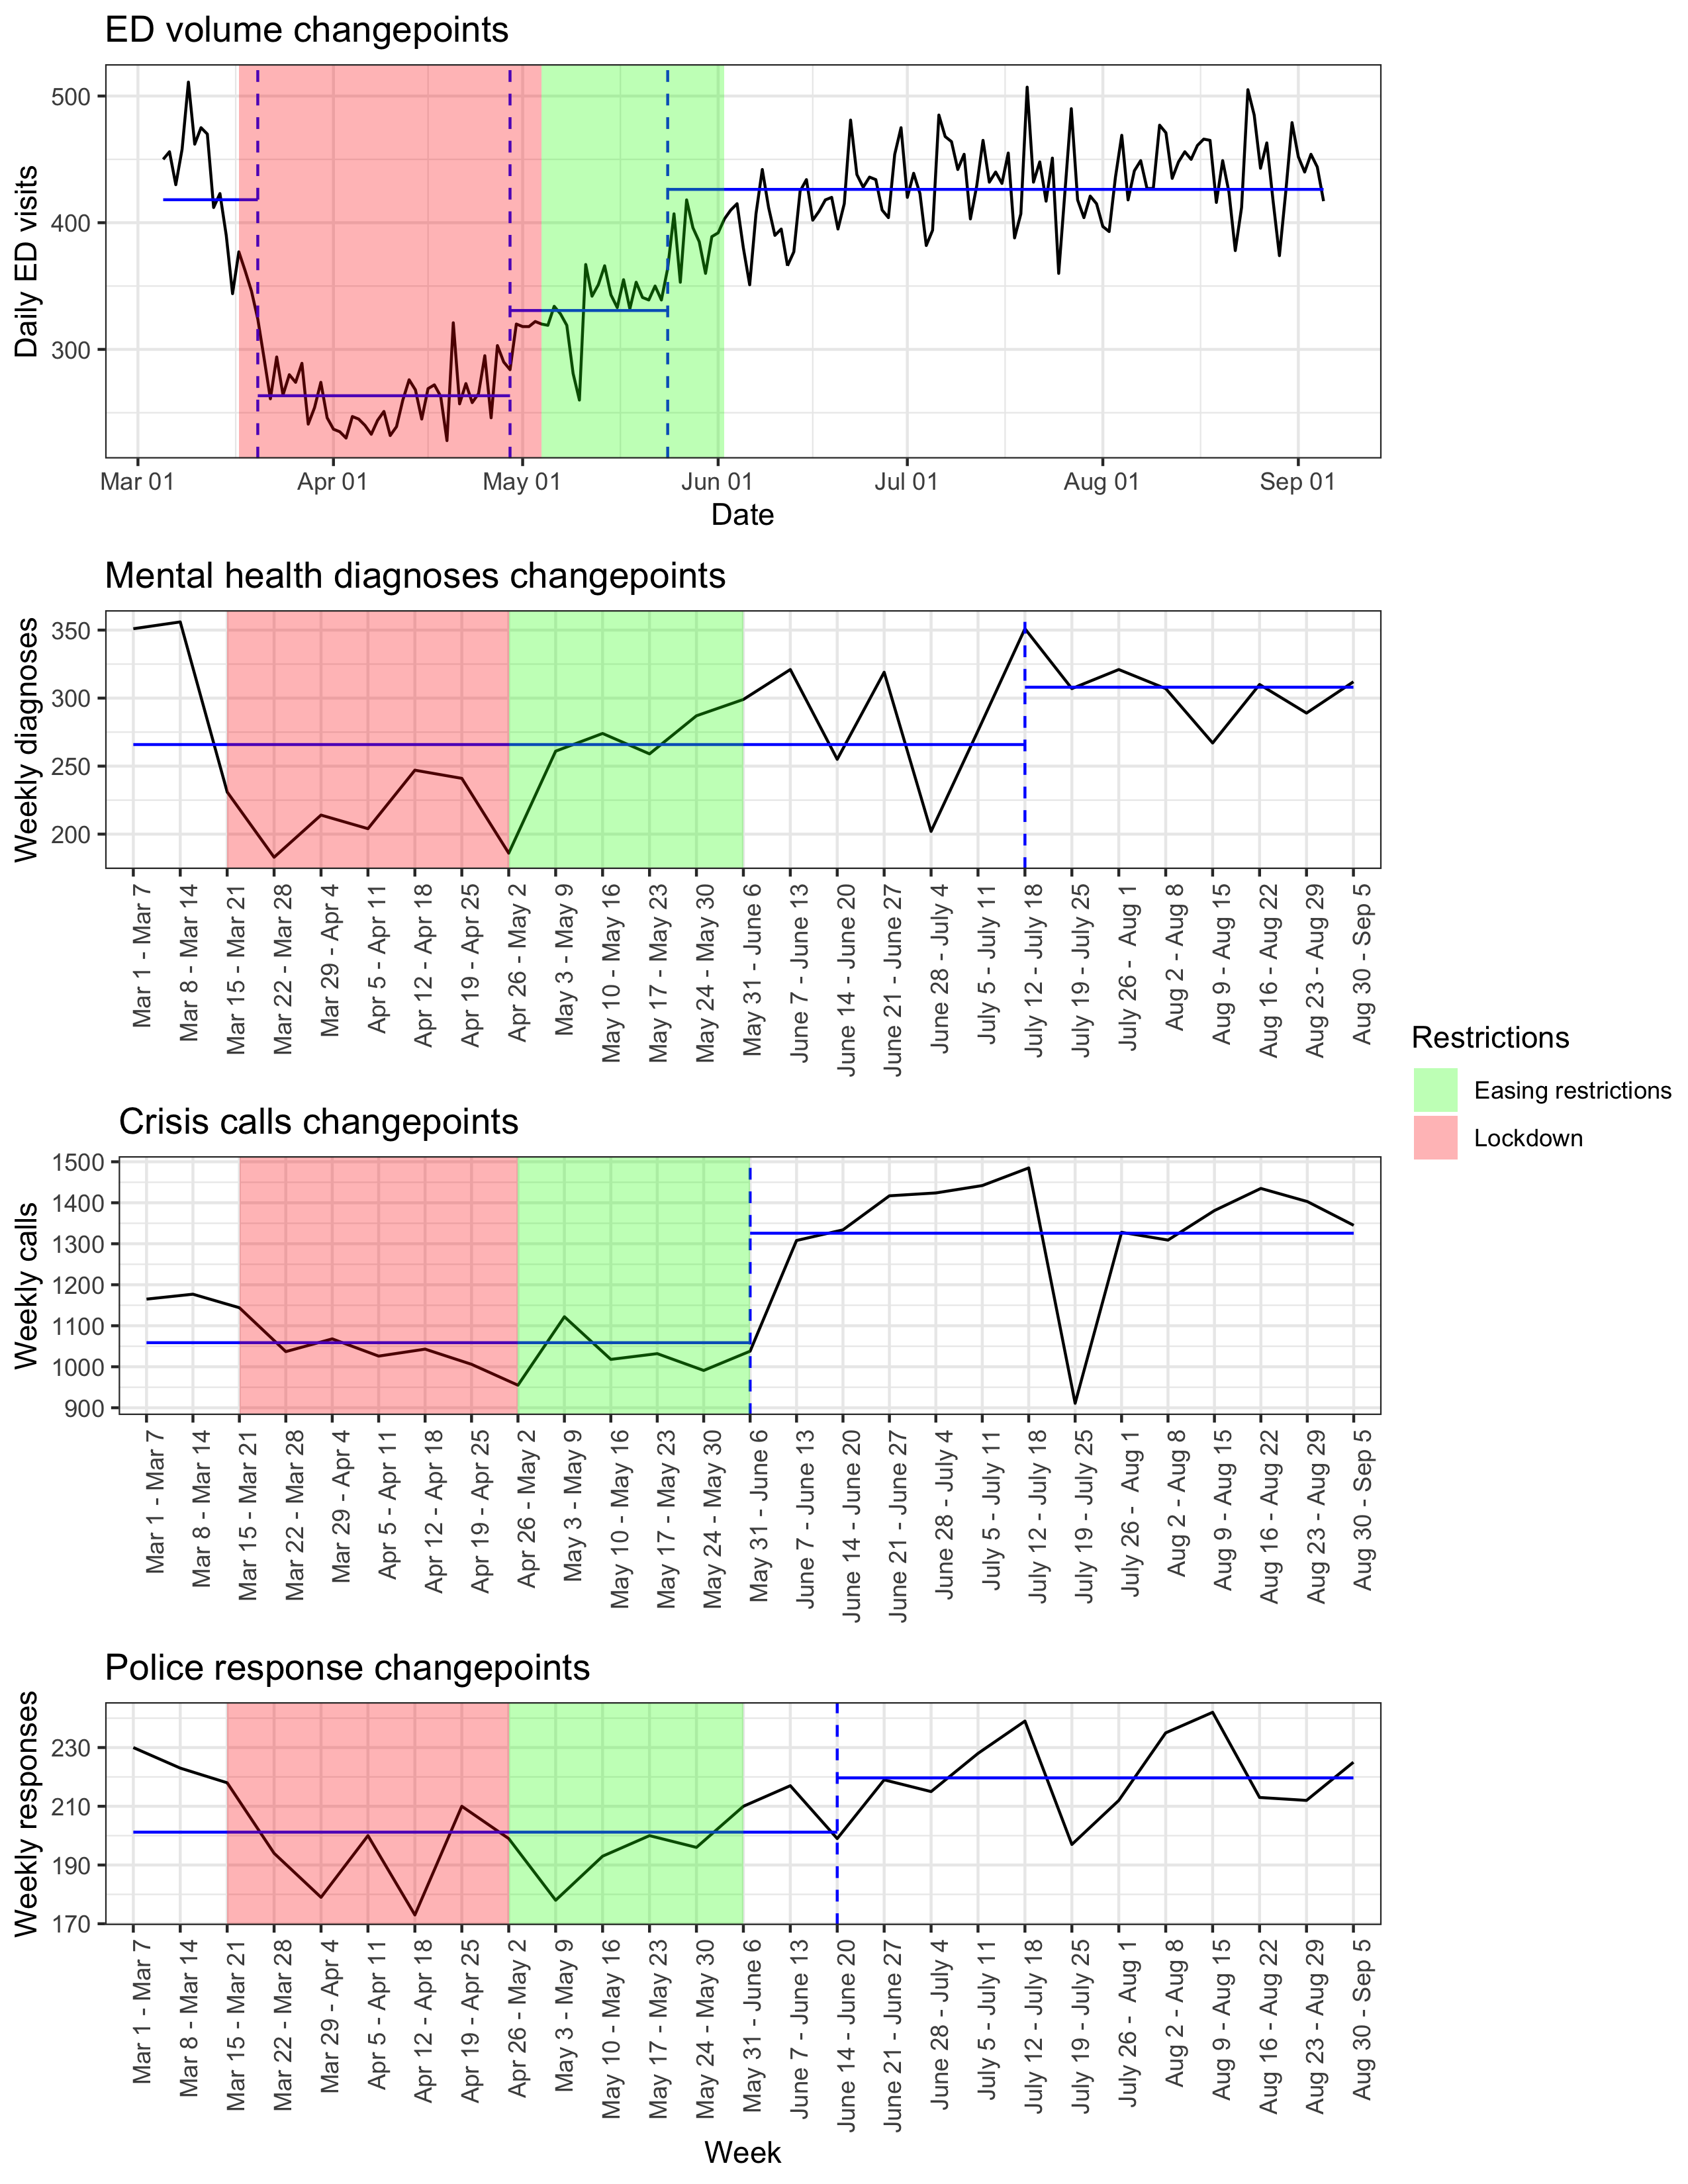 ED volume changepoints
Daily ED visits
500
400
300
Mar 01 Apr 01 May 01 Jun 01 Jul 01 Aug 01 Sep 01
Date
Mental health diagnoses changepoints
Weekly diagnoses
350
300
250
200
Mar 1 - Mar 7
Mar 8 - Mar 14
Mar 15 - Mar 21
Mar 22 - Mar 28
Mar 29 - Apr 4
Apr 5 - Apr 11
Apr 12 - Apr 18
Apr 19 - Apr 25
Apr 26 - May 2
May 3 - May 9
May 10 - May 16
May 17 - May 23
May 24 - May 30
May 31 - June 6
June 7 - June 13
June 14 - June 20
June 21 - June 27
June 28 - July 4
July 5 - July 11
July 12 - July 18
July 19 - July 25
July 26 - Aug 1
Aug 2 - Aug 8
Aug 9 - Aug 15
Aug 16 - Aug 22
Aug 23 - Aug 29
Aug 30 - Sep 5
Restrictions
Easing restrictions
Lockdown
Crisis calls changepoints
Weekly calls
1500
1400
1300
1200
1100
1000
900
Mar 1 - Mar 7
Mar 8 - Mar 14
Mar 15 - Mar 21
Mar 22 - Mar 28
Mar 29 - Apr 4
Apr 5 - Apr 11
Apr 12 - Apr 18
Apr 19 - Apr 25
Apr 26 - May 2
May 3 - May 9
May 10 - May 16
May 17 - May 23
May 24 - May 30
May 31 - June 6
June 7 - June 13
June 14 - June 20
June 21 - June 27
June 28 - July 4
July 5 - July 11
July 12 - July 18
July 19 - July 25
July 26 - Aug 1
Aug 2 - Aug 8
Aug 9 - Aug 15
Aug 16 - Aug 22
Aug 23 - Aug 29
Aug 30 - Sep 5
Police response changepoints
Weekly responses
230
210
190
170
Mar 1 - Mar 7
Mar 8 - Mar 14
Mar 15 - Mar 21
Mar 22 - Mar 28
Mar 29 - Apr 4
Apr 5 - Apr 11
Apr 12 - Apr 18
Apr 19 - Apr 25
Apr 26 - May 2
May 3 - May 9
May 10 - May 16
May 17 - May 23
May 24 - May 30
May 31 - June 6
June 7 - June 13
June 14 - June 20
June 21 - June 27
June 28 - July 4
July 5 - July 11
July 12 - July 18
July 19 - July 25
July 26 - Aug 1
Aug 2 - Aug 8
Aug 9 - Aug 15
Aug 16 - Aug 22
Aug 23 - Aug 29
Aug 30 - Sep 5
Week